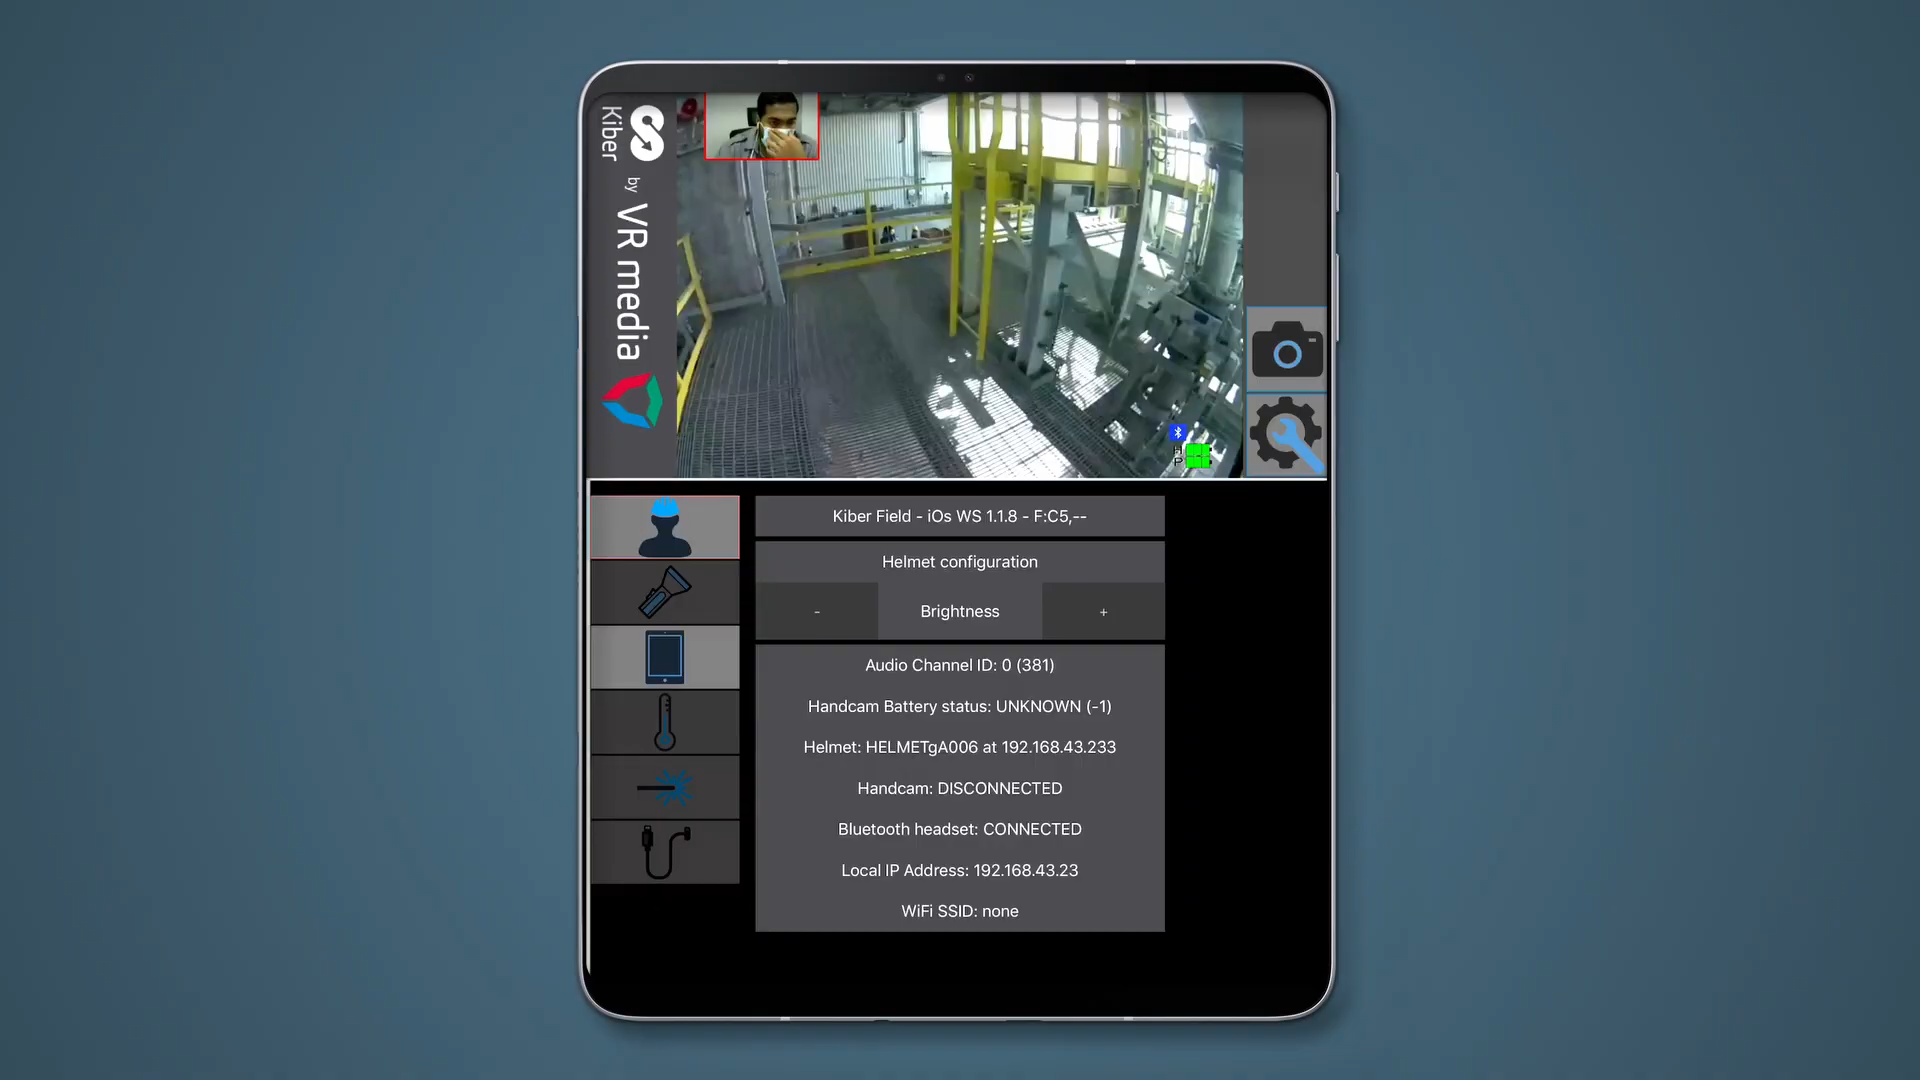 Kiber by VR media
H
P
Kiber Field - iOs WS 1.1.8 - F:C5,--
Helmet configuration
- Brightness +
Audio Channel ID: 0 (381)
Handcam Battery status: UNKNOWN (-1)
Helmet: HELMETgA006 at 192.168.43.233
Handcam: DISCONNECTED
Bluetooth headset: CONNECTED
Local IP Address: 192.168.43.23
WiFi SSID: none